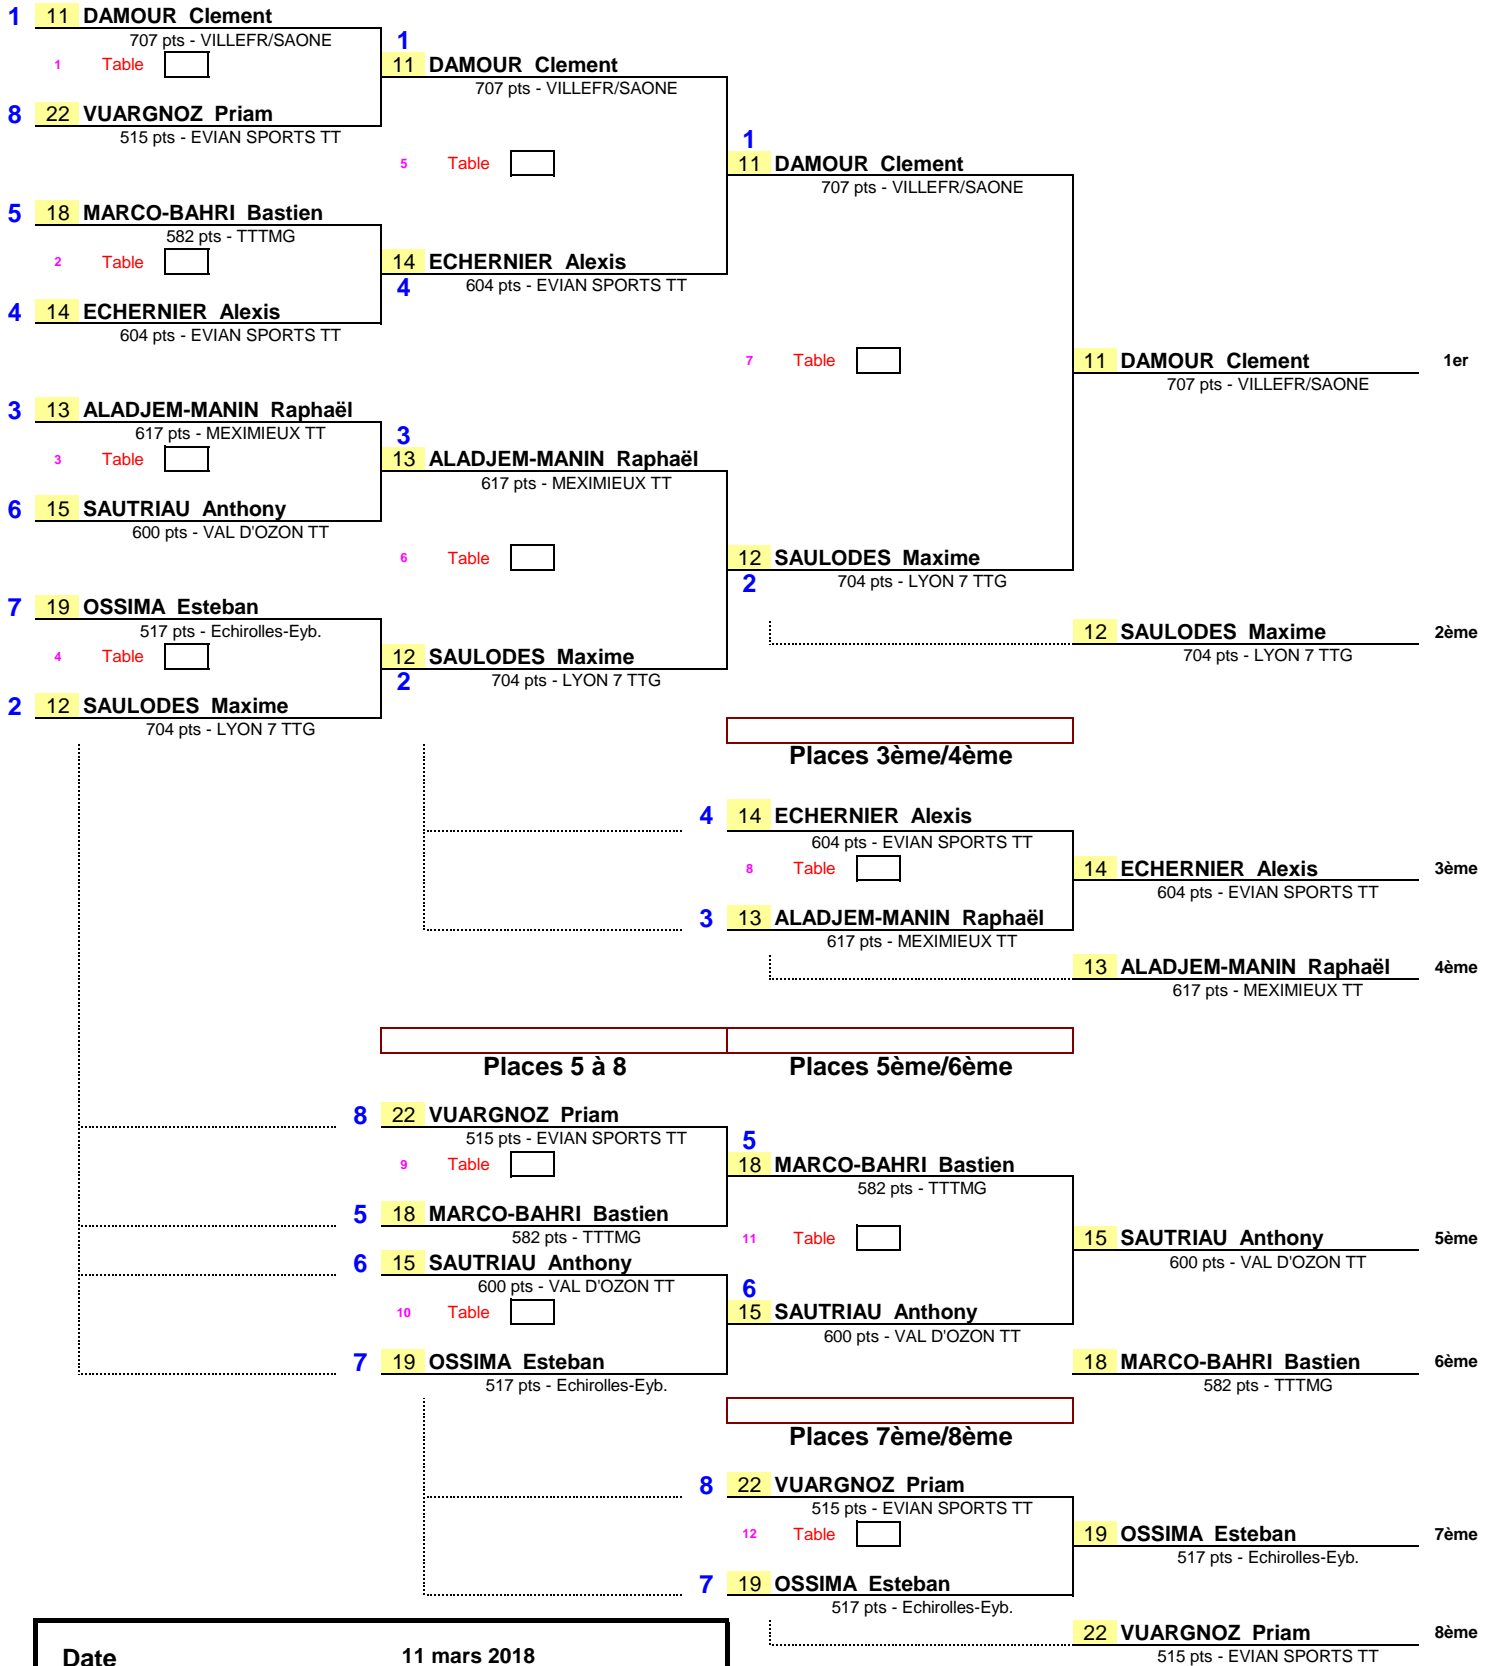 1 11 DAMOUR Clement
707 pts - VILLEFR/SAONE 1
1 Table 11 DAMOUR Clement
707 pts - VILLEFR/SAONE
8 22 VUARGNOZ Priam
515 pts - EVIAN SPORTS TT 1
5 Table 11 DAMOUR Clement
707 pts - VILLEFR/SAONE
5 18 MARCO-BAHRI Bastien
582 pts - TTTMG
2 Table 14 ECHERNIER Alexis
4 604 pts - EVIAN SPORTS TT
4 14 ECHERNIER Alexis
604 pts - EVIAN SPORTS TT
7 Table 11 DAMOUR Clement 1er
707 pts - VILLEFR/SAONE
3 13 ALADJEM-MANIN Raphaël
617 pts - MEXIMIEUX TT 3
3 Table 13 ALADJEM-MANIN Raphaël
617 pts - MEXIMIEUX TT
6 15 SAUTRIAU Anthony
600 pts - VAL D'OZON TT
6 Table 12 SAULODES Maxime
2 704 pts - LYON 7 TTG
7 19 OSSIMA Esteban
517 pts - Echirolles-Eyb. 12 SAULODES Maxime 2ème
4 Table 12 SAULODES Maxime 704 pts - LYON 7 TTG
2 704 pts - LYON 7 TTG
2 12 SAULODES Maxime
704 pts - LYON 7 TTG
Places 3ème/4ème
4 14 ECHERNIER Alexis
604 pts - EVIAN SPORTS TT
8 Table 14 ECHERNIER Alexis 3ème
604 pts - EVIAN SPORTS TT
3 13 ALADJEM-MANIN Raphaël
617 pts - MEXIMIEUX TT
13 ALADJEM-MANIN Raphaël 4ème
617 pts - MEXIMIEUX TT
Places 5 à 8 Places 5ème/6ème
8 22 VUARGNOZ Priam
515 pts - EVIAN SPORTS TT 5
9 Table 18 MARCO-BAHRI Bastien
582 pts - TTTMG
5 18 MARCO-BAHRI Bastien
582 pts - TTTMG 11 Table 15 SAUTRIAU Anthony 5ème
6 15 SAUTRIAU Anthony 600 pts - VAL D'OZON TT
600 pts - VAL D'OZON TT 6
10 Table 15 SAUTRIAU Anthony
600 pts - VAL D'OZON TT
7 19 OSSIMA Esteban 18 MARCO-BAHRI Bastien 6ème
517 pts - Echirolles-Eyb. 582 pts - TTTMG
Places 7ème/8ème
8 22 VUARGNOZ Priam
515 pts - EVIAN SPORTS TT
12 Table 19 OSSIMA Esteban 7ème
517 pts - Echirolles-Eyb.
7 19 OSSIMA Esteban
517 pts - Echirolles-Eyb.
22 VUARGNOZ Priam 8ème
Date 11 mars 2018 515 pts - EVIAN SPORTS TT